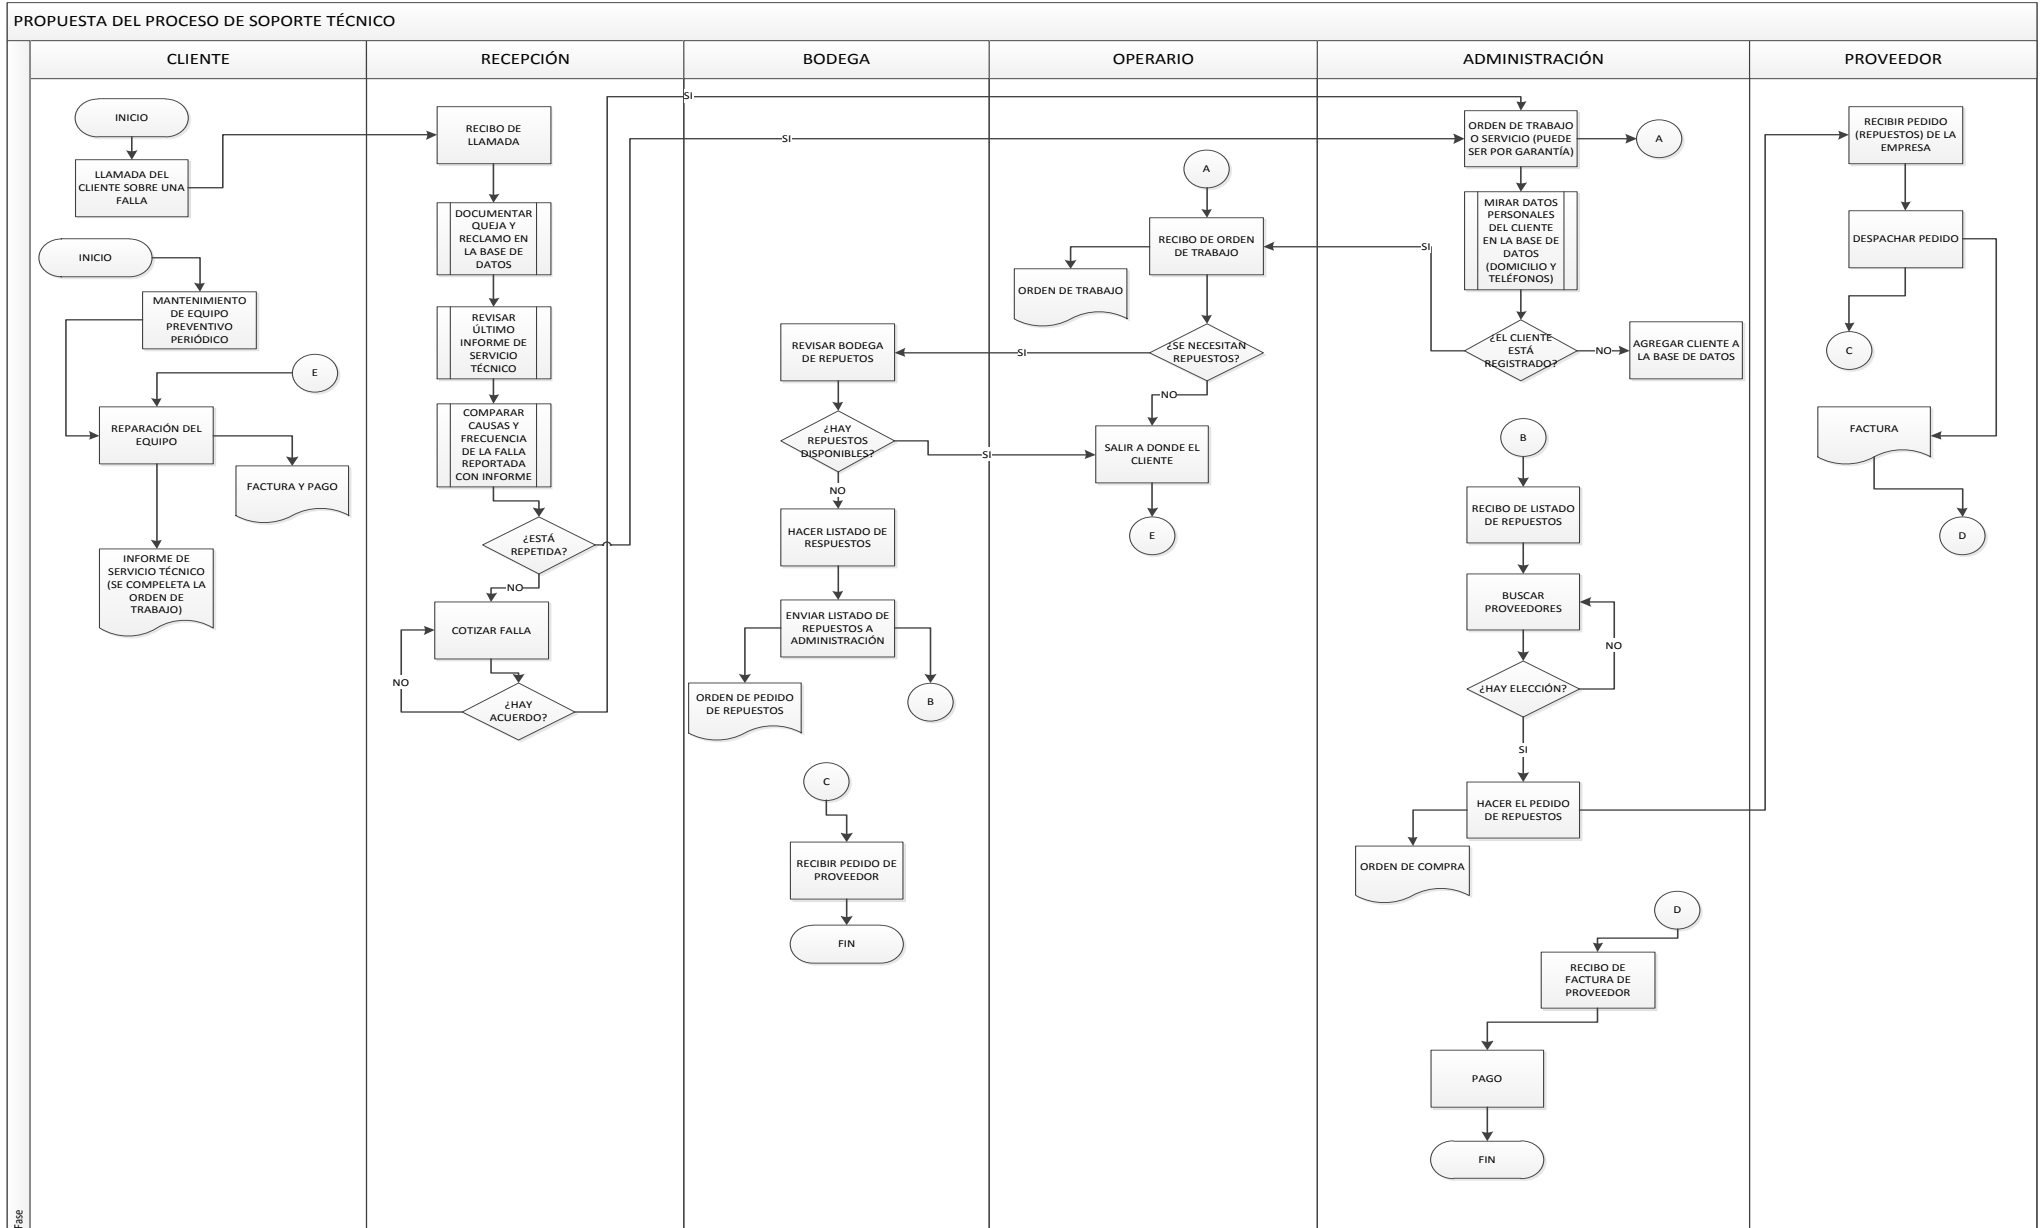 PROPUESTA DEL PROCESO DE SOPORTE TÉCNICO
Fase
CLIENTE
INICIO
LLAMADA DEL
CLIENTE SOBRE UNA
FALLA
INICIO
MANTENIMIENTO
DE EQUIPO
PREVENTIVO
PERIÓDICO
E
REPARACIÓN DEL
EQUIPO
FACTURA Y PAGO
INFORME DE
SERVICIO TÉCNICO
(SE COMPELETA LA
ORDEN DE
TRABAJO)
RECEPCIÓN
RECIBO DE
LLAMADA
DOCUMENTAR
QUEJA Y
RECLAMO EN
LA BASE DE
DATOS
REVISAR
ÚLTIMO
INFORME DE
SERVICIO
TÉCNICO
COMPARAR
CAUSAS Y
FRECUENCIA
DE LA FALLA
REPORTADA
CON INFORME
¿ESTÁ
REPETIDA?
SI
NO
COTIZAR FALLA
NO
¿HAY
ACUERDO?
SI
BODEGA
REVISAR BODEGA
DE REPUETOS
¿HAY
REPUESTOS
DISPONIBLES?
SI
NO
HACER LISTADO DE
RESPUESTOS
ENVIAR LISTADO DE
REPUESTOS A
ADMINISTRACIÓN
ORDEN DE PEDIDO
DE REPUESTOS
B
C
RECIBIR PEDIDO DE
PROVEEDOR
FIN
OPERARIO
A
RECIBO DE ORDEN
DE TRABAJO
ORDEN DE TRABAJO
¿SE NECESITAN
REPUESTOS?
SI
NO
SALIR A DONDE EL
CLIENTE
E
ADMINISTRACIÓN
ORDEN DE TRABAJO
O SERVICIO (PUEDE
SER POR GARANTÍA)
A
MIRAR DATOS
PERSONALES
DEL CLIENTE
EN LA BASE DE
DATOS
(DOMICILIO Y
TELÉFONOS)
¿EL CLIENTE
ESTÁ
REGISTRADO?
SI
NO
AGREGAR CLIENTE A
LA BASE DE DATOS
B
RECIBO DE LISTADO
DE REPUESTOS
BUSCAR
PROVEEDORES
NO
¿HAY ELECCIÓN?
SI
HACER EL PEDIDO
DE REPUESTOS
ORDEN DE COMPRA
D
RECIBO DE
FACTURA DE
PROVEEDOR
PAGO
FIN
PROVEEDOR
RECIBIR PEDIDO
(REPUESTOS) DE LA
EMPRESA
DESPACHAR PEDIDO
C
FACTURA
D